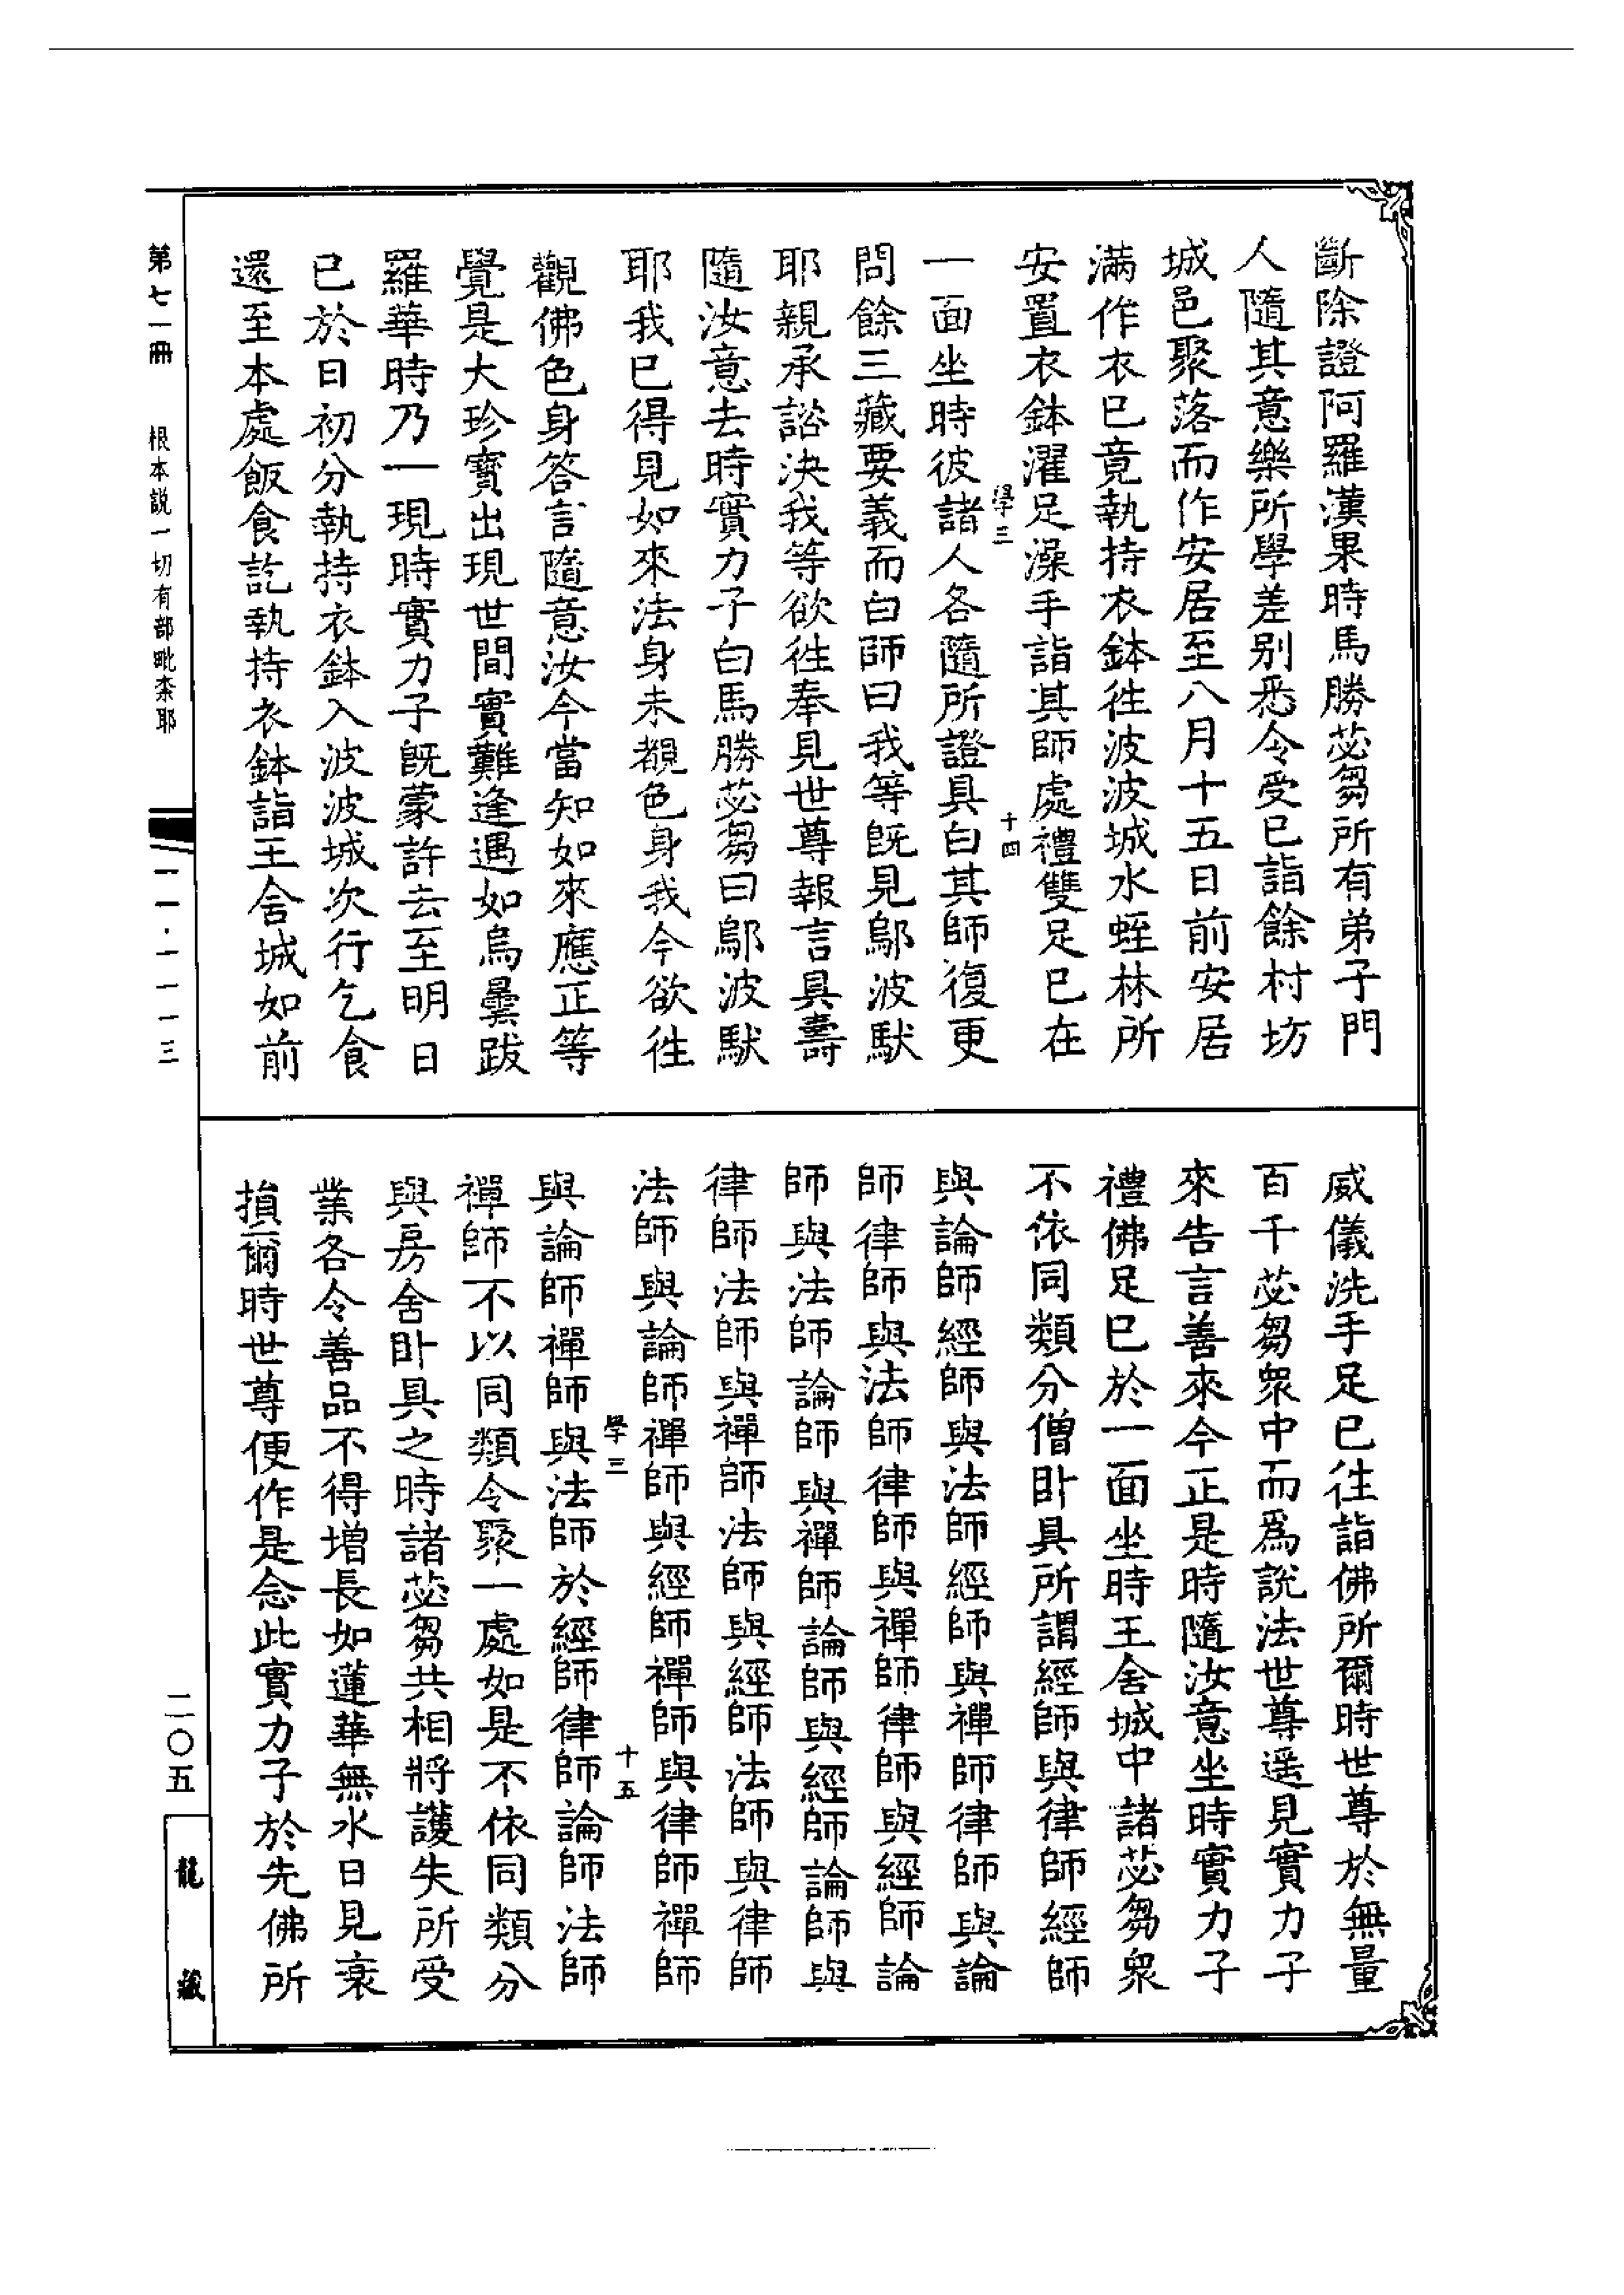 斷除證阿羅漢果時馬勝苾芻所有弟子門
人隨其意樂所學差別悉令受已詣餘村坊
城邑聚落而作安居至八月十五日前安居
滿作衣已竟執持衣鉢徃波波城水蛭林所
安置衣鉢濯足澡手詣其師處禮雙足已在
學三
十四
一面坐時彼諸人各隨所證具白其師復更
問餘三藏要義而白師曰我等既見鄔波馱
耶親承諮決我等欲徃奉見世尊報言具壽
隨汝意去時實力子白馬勝苾芻曰鄔波馱
耶我已得見如來法身未覩色身我今欲徃
觀佛色身答言隨意汝今當知如來應正等
覺是大珍寳出現世間實難逢遇如烏曇跋
羅華時乃一現時實力子既蒙許去至明日
已於日初分執持衣鉢入波波城次行乞食
還至本處飯食訖執持衣鉢詣王舍城如前
威儀洗手足已往詣佛所爾時世尊於無量
百千苾芻衆中而爲説法世尊遥見實力子
來告言善來今正是時隨汝意坐時實力子
禮佛足已於一面坐時王舍城中諸苾芻衆
不依同類分僧卧具所謂經師與律師經師
與論師經師與法師經師與禪師律師與論
師律師與法師律師與禪師律師與經師論
師與法師論師與禪師論師與經師論師與
律師法師與禪師法師與經師法師與律師
法師與論師禪師與經師禪師與律師禪師
學三
十五
與論師禪師與法師於經師律師論師法師
禪師不以同類令聚一處如是不依同類分
與房舍卧具之時諸苾芻共相將護失所受
業各令善品不得增長如蓮華無水日見衰
損爾時世尊便作是念此實力子於先佛所
第七一冊
根本説一切有部毗柰耶
一一一·一一一三
二〇五
龍藏